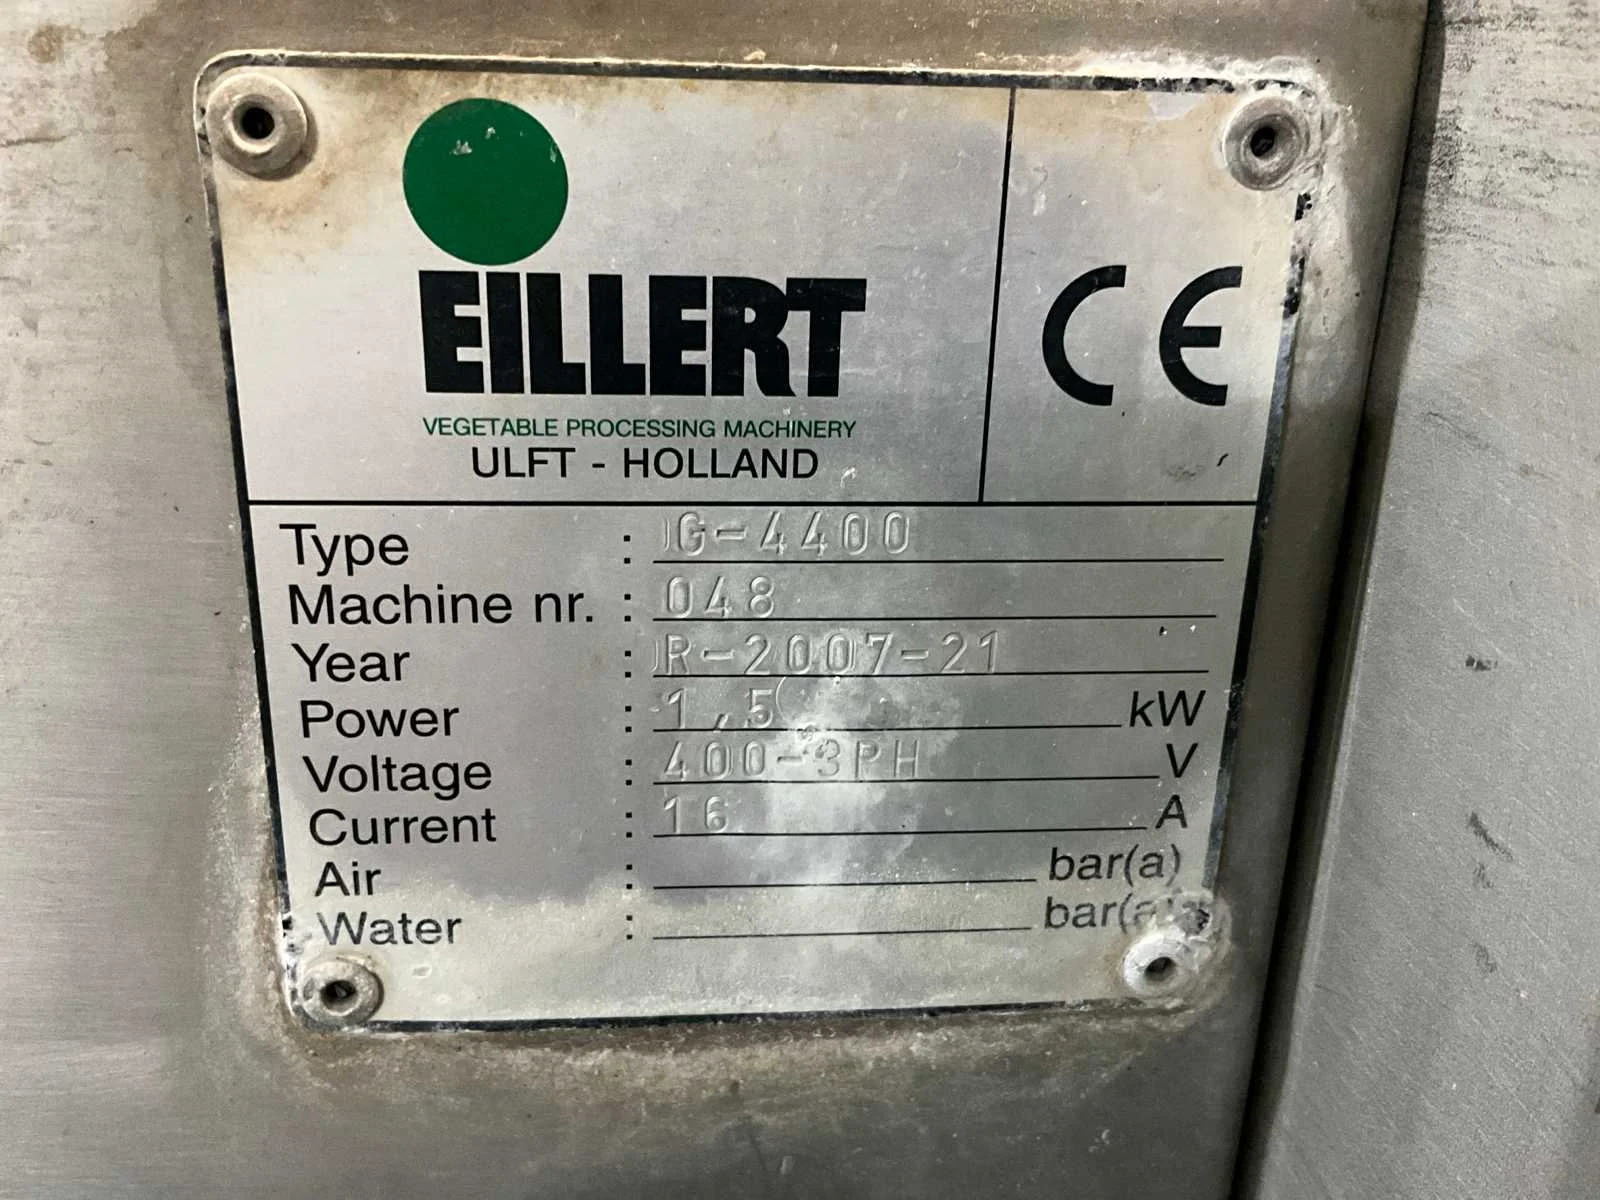 EILLERT
VEGETABLE PROCESSING MACHINERY
ULFT - HOLLAND
CE
Type : G-4400
Machine nr. : 048
Year : R-2007-21
Power : 1,5 kW
Voltage : 400-3PH V
Current : 16 A
Air : bar(a)
Water : bar(a)